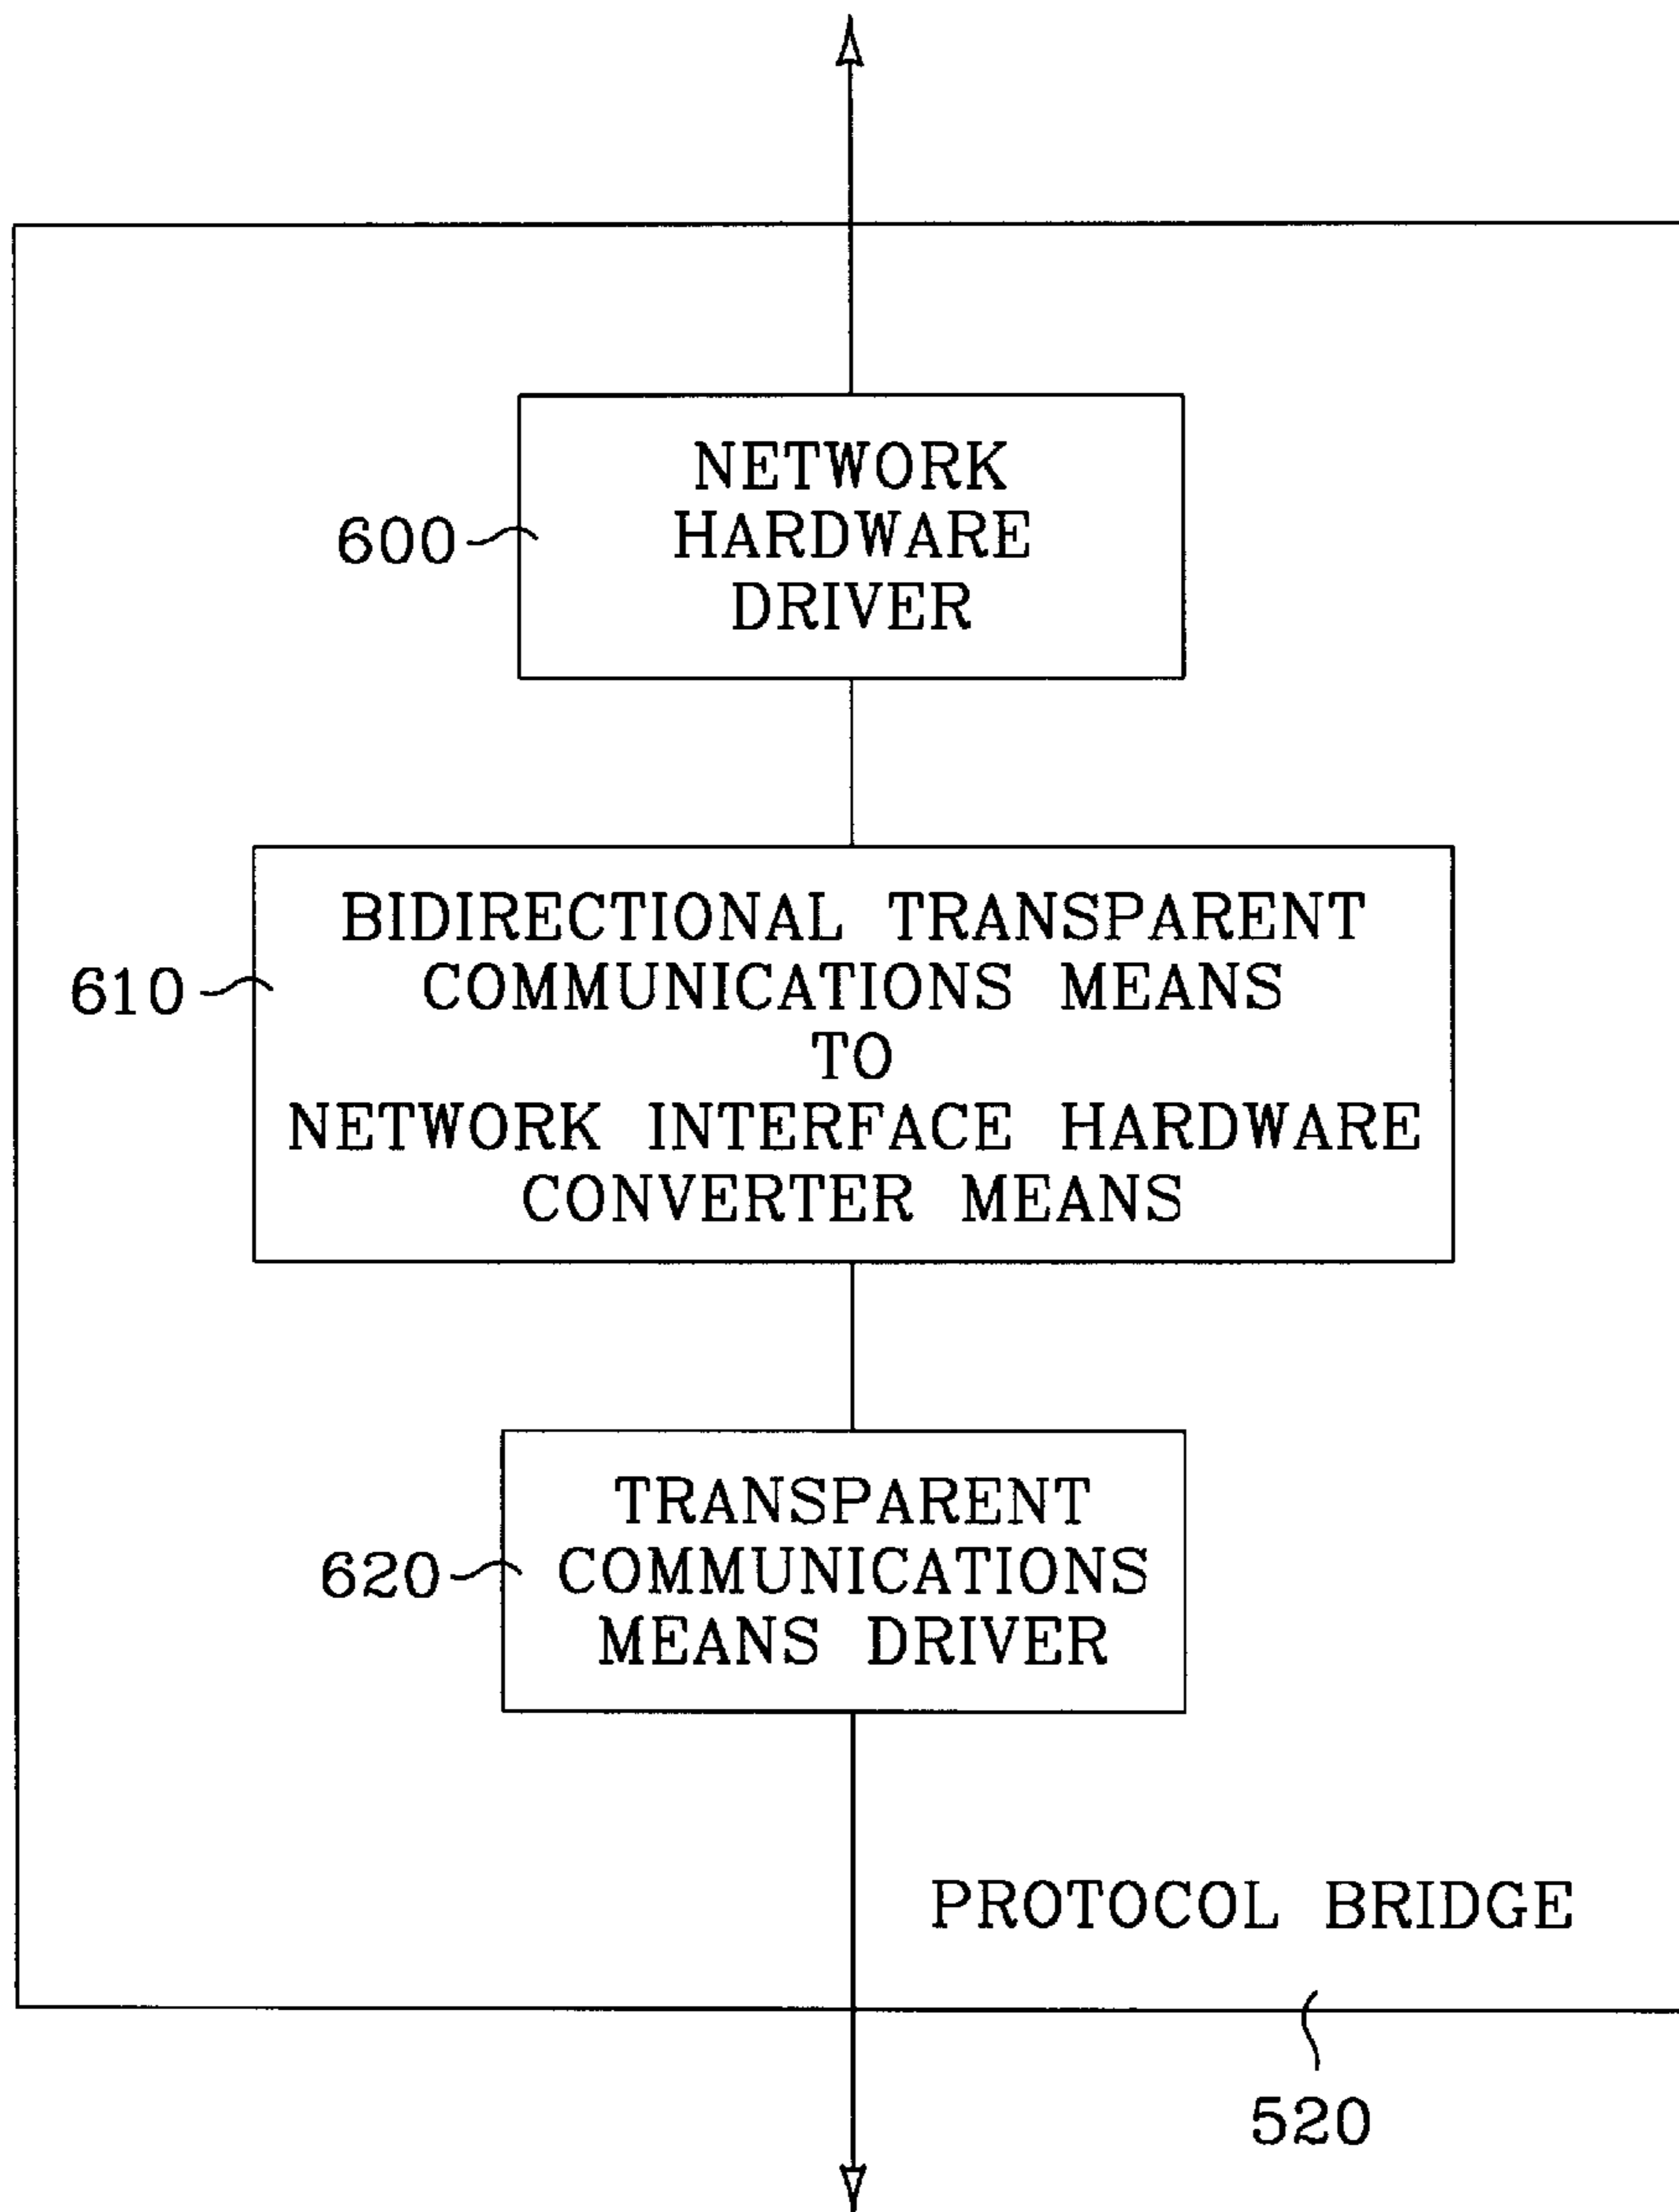 NETWORK
HARDWARE
DRIVER
600
BIDIRECTIONAL TRANSPARENT
COMMUNICATIONS MEANS
TO
NETWORK INTERFACE HARDWARE
CONVERTER MEANS
610
TRANSPARENT
COMMUNICATIONS
MEANS DRIVER
620
PROTOCOL BRIDGE
520